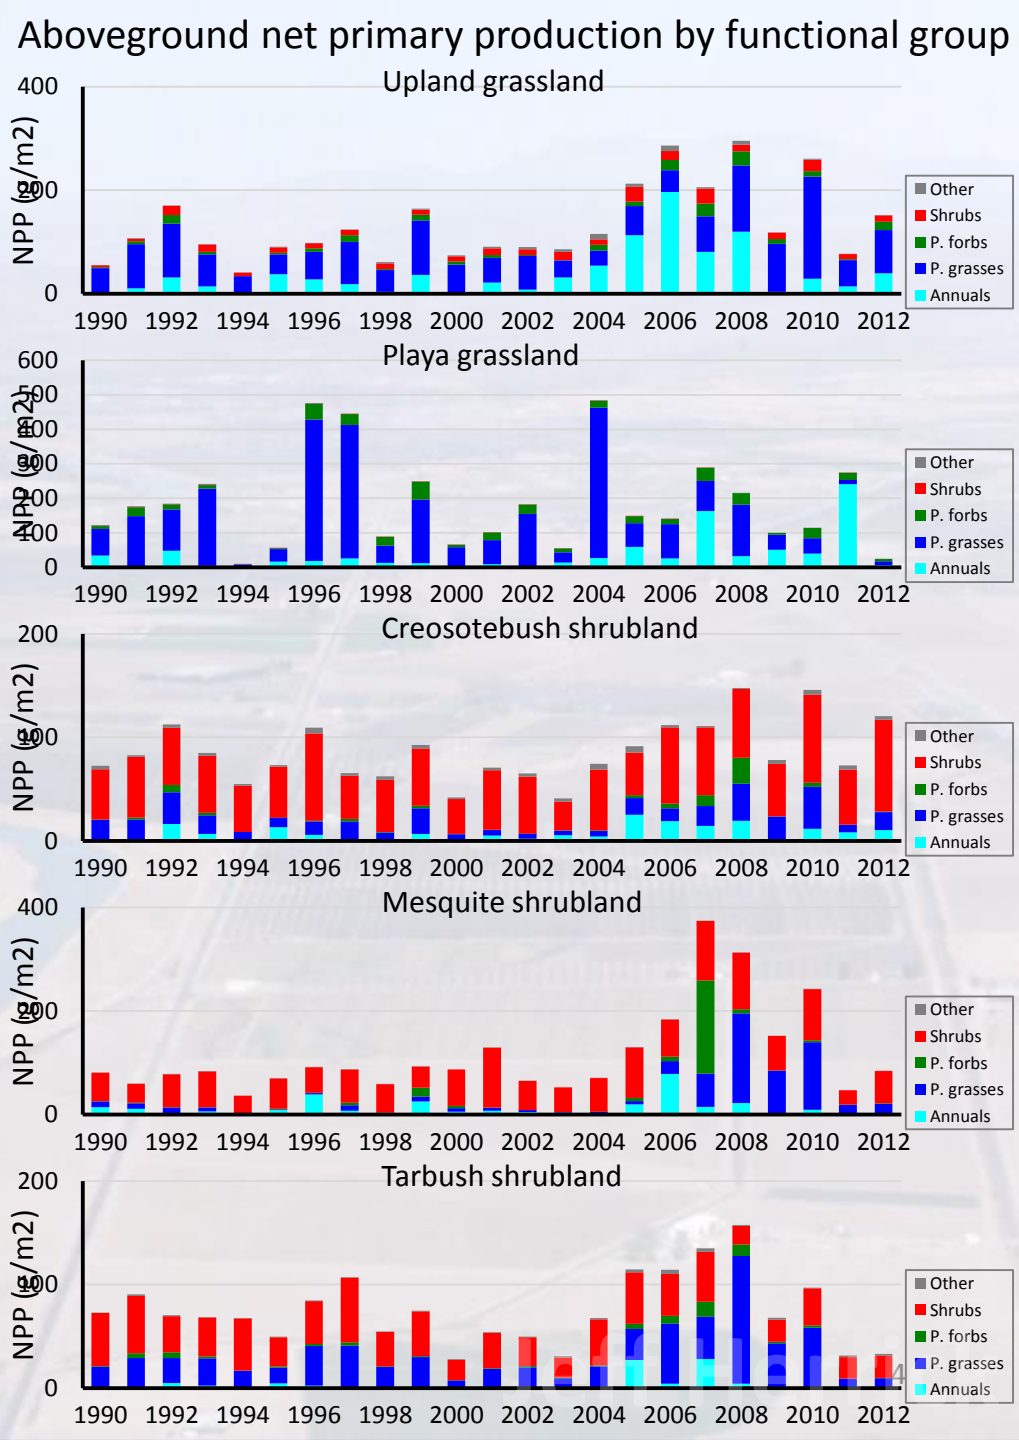 Aboveground net primary production by functional group
Upland grassland
NPP (g/m2)
400
200
0
1990 1992 1994 1996 1998 2000 2002 2004 2006 2008 2010 2012
Other
Shrubs
P. forbs
P. grasses
Annuals
Playa grassland
NPP (g/m2)
600
500
400
300
200
100
0
1990 1992 1994 1996 1998 2000 2002 2004 2006 2008 2010 2012
Other
Shrubs
P. forbs
P. grasses
Annuals
Creosotebush shrubland
NPP (g/m2)
200
100
0
1990 1992 1994 1996 1998 2000 2002 2004 2006 2008 2010 2012
Other
Shrubs
P. forbs
P. grasses
Annuals
Mesquite shrubland
NPP (g/m2)
400
200
0
1990 1992 1994 1996 1998 2000 2002 2004 2006 2008 2010 2012
Other
Shrubs
P. forbs
P. grasses
Annuals
Tarbush shrubland
NPP (g/m2)
200
100
0
1990 1992 1994 1996 1998 2000 2002 2004 2006 2008 2010 2012
Other
Shrubs
P. forbs
P. grasses
Annuals
4